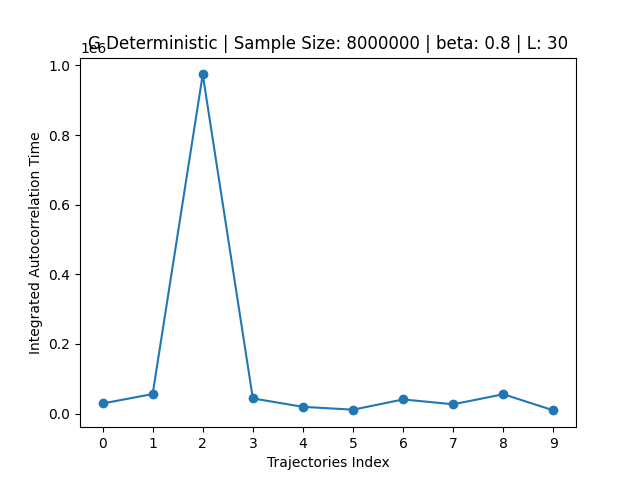 G Deterministic | Sample Size: 8000000 | beta: 0.8 | L: 30
1e6
1.0
0.8
0.6
0.4
0.2
0.0
Integrated Autocorrelation Time
0 1 2 3 4 5 6 7 8 9
Trajectories Index